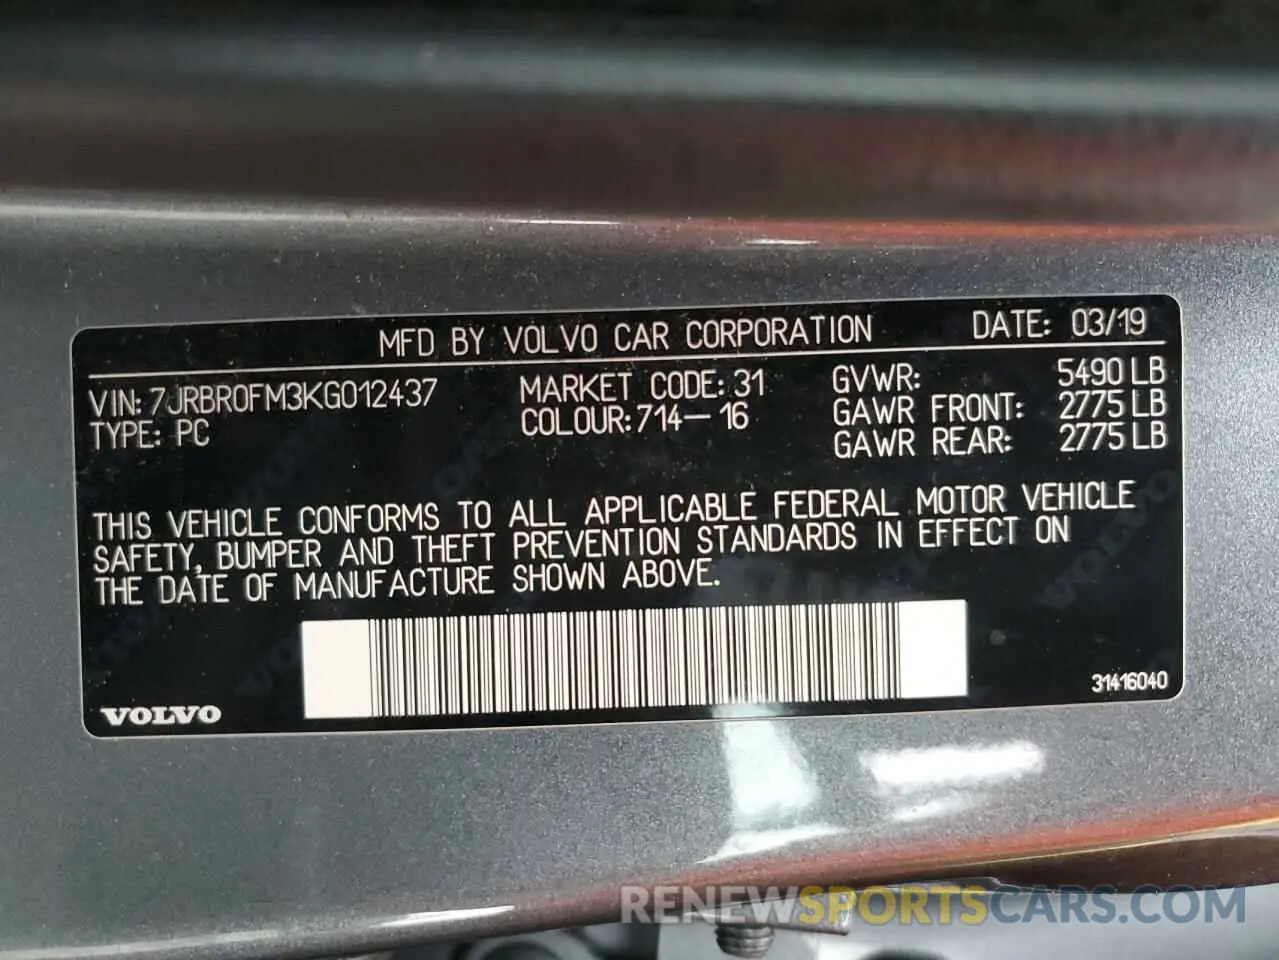 MFD BY VOLVO CAR CORPORATION DATE: 03/19
VIN: 7JRBR0FM3KG012437 MARKET CODE: 31 GVWR: 5490 LB
TYPE: PC COLOUR: 714-16 GAWR FRONT: 2775 LB
GAWR REAR: 2775 LB
THIS VEHICLE CONFORMS TO ALL APPLICABLE FEDERAL MOTOR VEHICLE
SAFETY, BUMPER AND THEFT PREVENTION STANDARDS IN EFFECT ON
THE DATE OF MANUFACTURE SHOWN ABOVE.
31416040
VOLVO
RENEWSPORTSCARS.COM